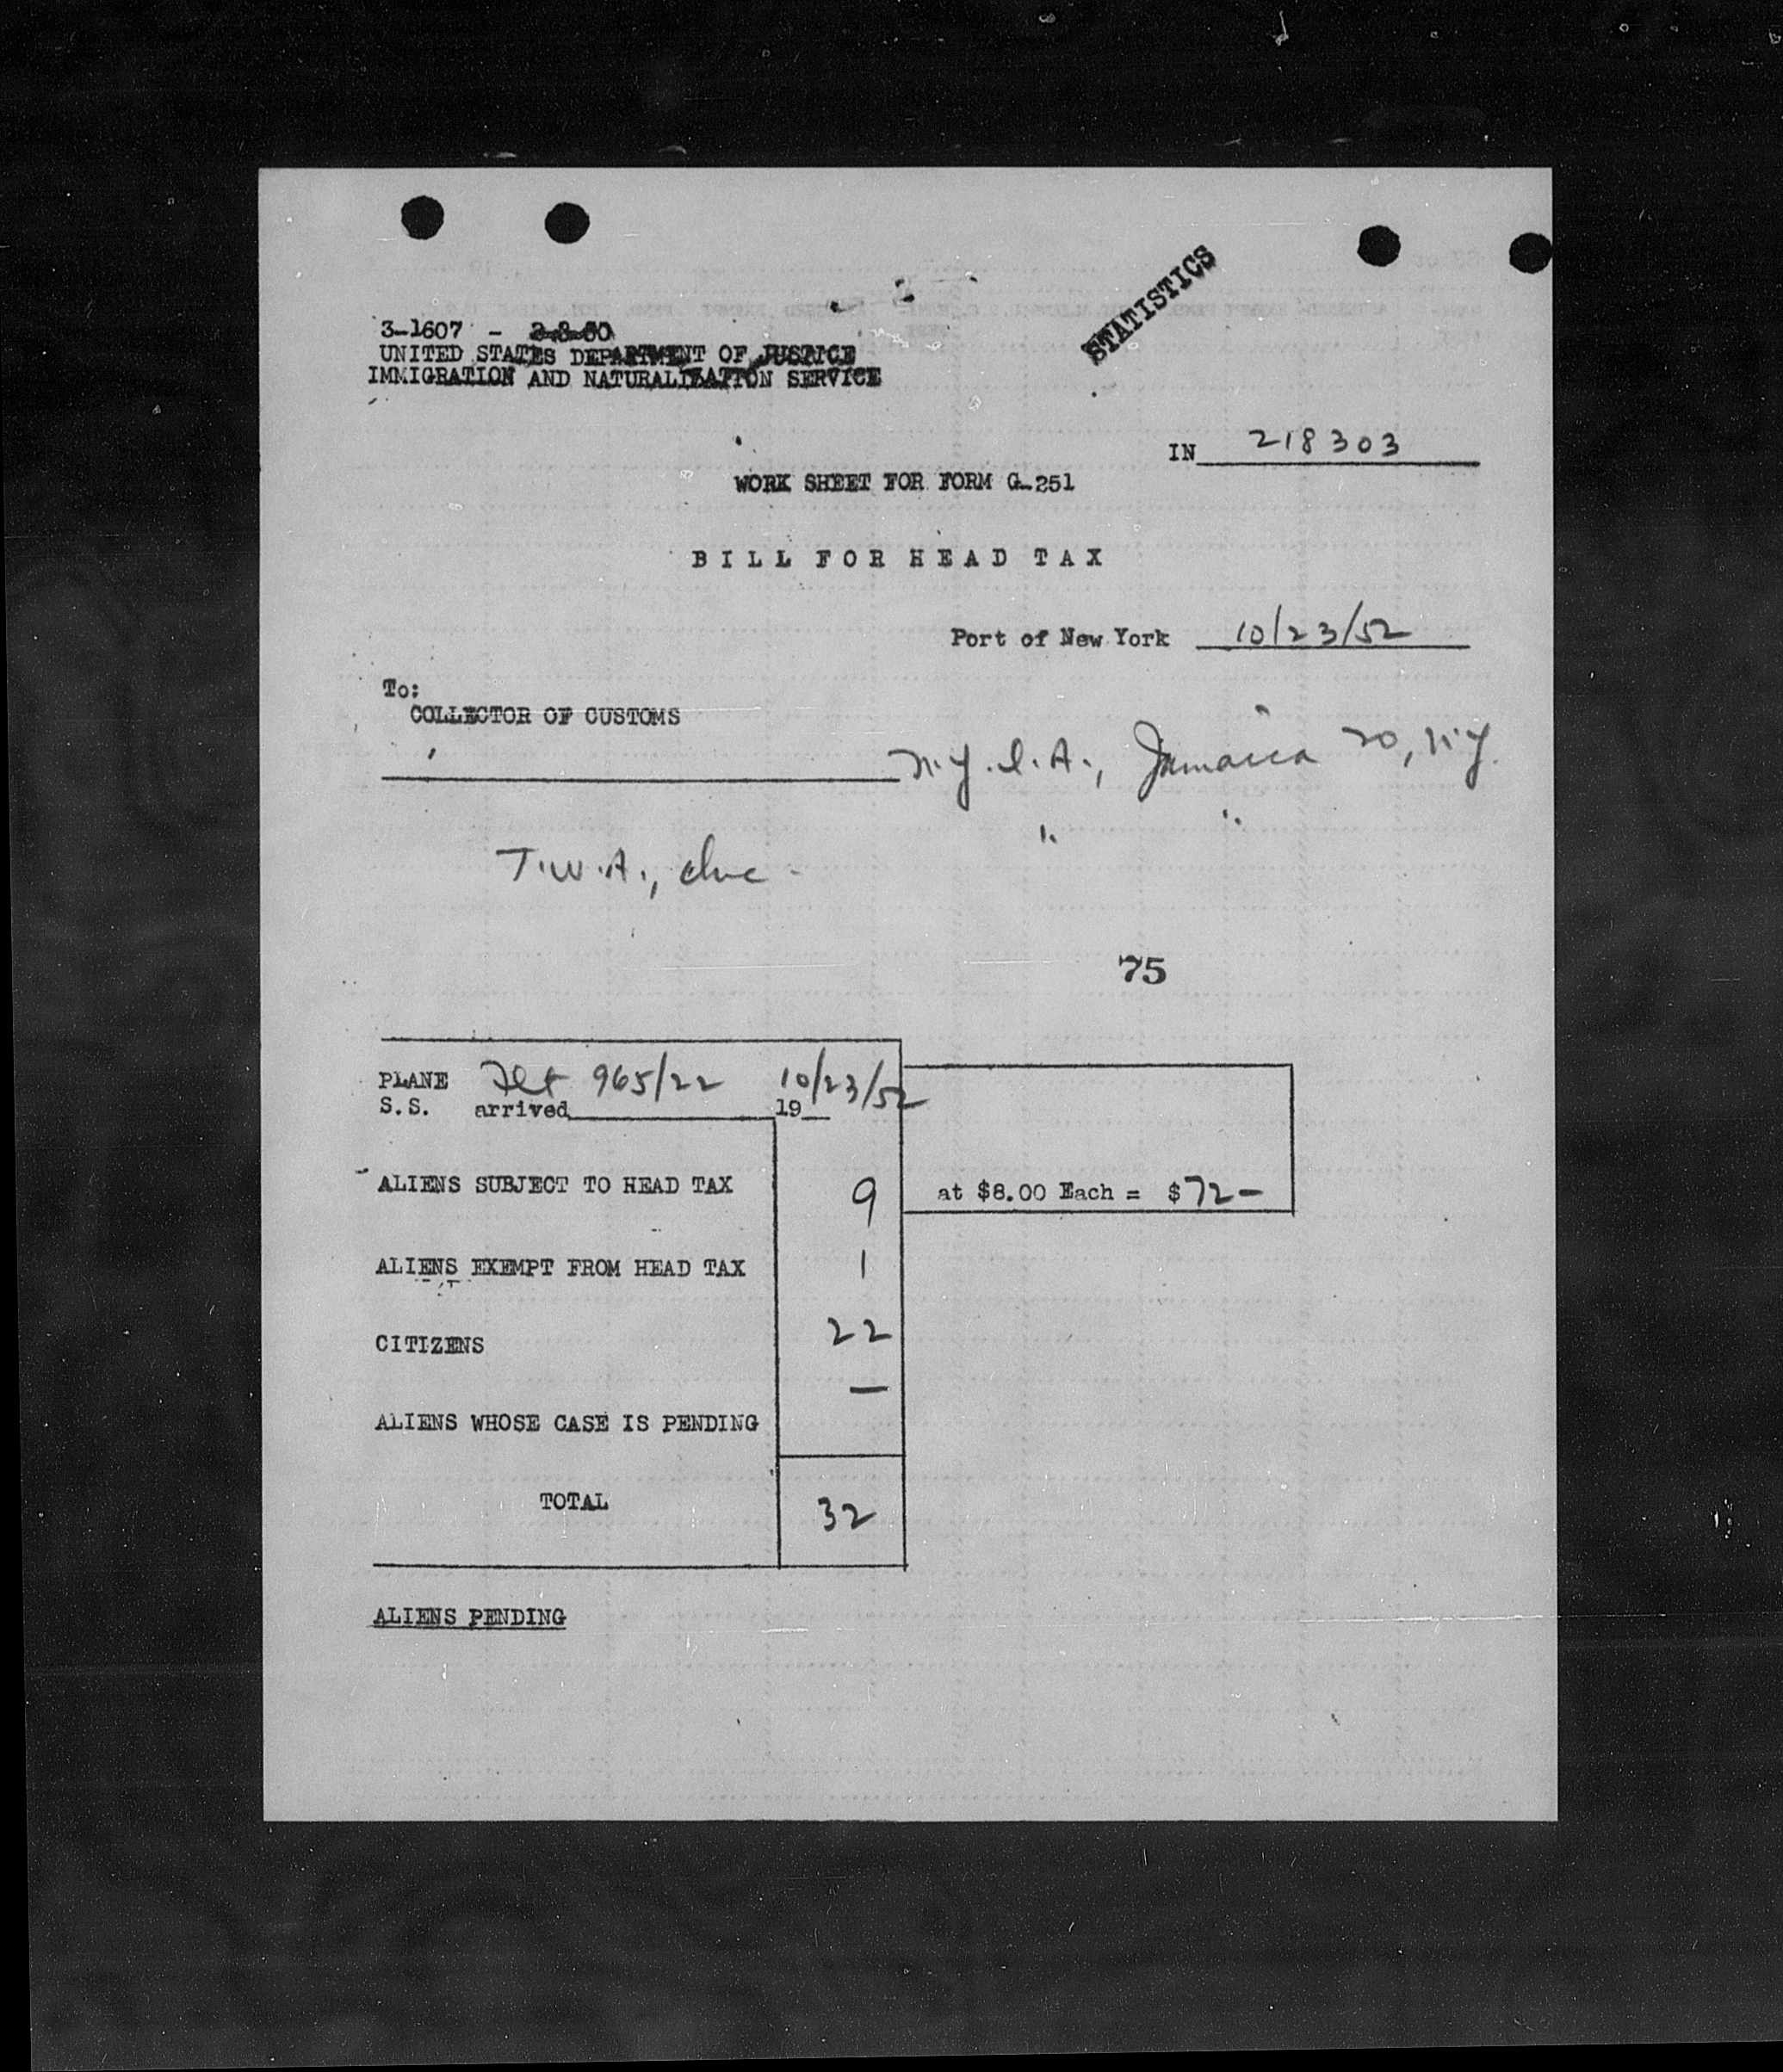 STATISTICS
3-1607 - 2-8-50
UNITED STATES DEPARTMENT OF JUSTICE
IMMIGRATION AND NATURALIZATION SERVICE
IN 218303
WORK SHEET FOR FORM G-251
BILL FOR HEAD TAX
Port of New York 10/23/52
To:
COLLECTOR OF CUSTOMS
N.Y.I.A., Jamaica 20, N.Y.
" "
T.W.A., Inc.
75
PLANE Flt 965/22 10/23/52
S.S. arrived 19
ALIENS SUBJECT TO HEAD TAX 9 at $8.00 Each = $72-
ALIENS EXEMPT FROM HEAD TAX 1
CITIZENS 22
ALIENS WHOSE CASE IS PENDING —
TOTAL 32
ALIENS PENDING